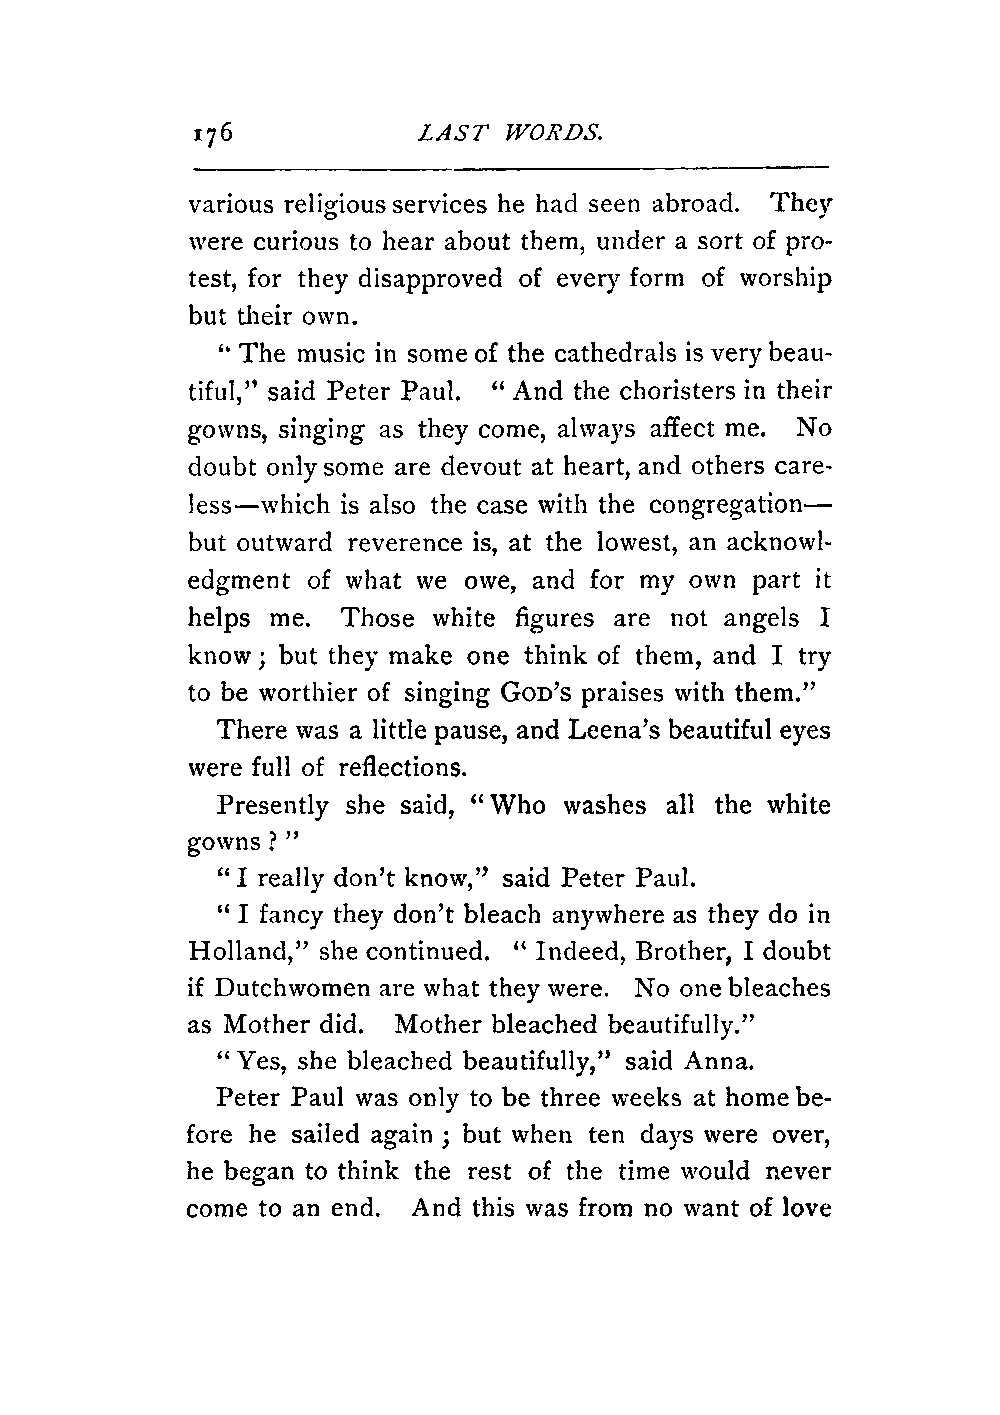 176 LAST WORDS.
various religious services he had seen abroad. They
were curious to hear about them, under a sort of pro-
test, for they disapproved of every form of worship
but their own.
“ The music in some of the cathedrals is very beau-
tiful,” said Peter Paul. “ And the choristers in their
gowns, singing as they come, always affect me. No
doubt only some are devout at heart, and others care-
less—which is also the case with the congregation—
but outward reverence is, at the lowest, an acknowl-
edgment of what we owe, and for my own part it
helps me. Those white figures are not angels I
know ; but they make one think of them, and I try
to be worthier of singing GOD’S praises with them.”
There was a little pause, and Leena’s beautiful eyes
were full of reflections.
Presently she said, “ Who washes all the white
gowns ? ”
“ I really don’t know,” said Peter Paul.
“ I fancy they don’t bleach anywhere as they do in
Holland,” she continued. “ Indeed, Brother, I doubt
if Dutchwomen are what they were. No one bleaches
as Mother did. Mother bleached beautifully.”
“ Yes, she bleached beautifully,” said Anna.
Peter Paul was only to be three weeks at home be-
fore he sailed again ; but when ten days were over,
he began to think the rest of the time would never
come to an end. And this was from no want of love